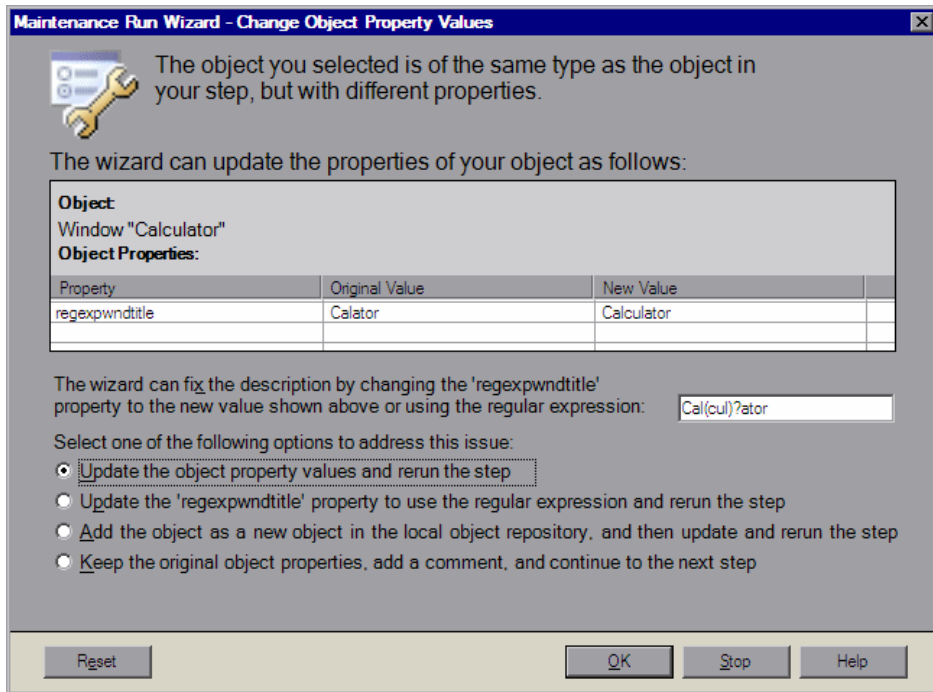 Maintenance Run Wizard - Change Object Property Values
The object you selected is of the same type as the object in
your step, but with different properties.
The wizard can update the properties of your object as follows:
Object:
Window "Calculator"
Object Properties:
Property Original Value New Value
regexpwndtitle Calator Calculator
The wizard can fix the description by changing the 'regexpwndtitle'
property to the new value shown above or using the regular expression: Cal(cul)?ator
Select one of the following options to address this issue:
Update the object property values and rerun the step
Update the 'regexpwndtitle' property to use the regular expression and rerun the step
Add the object as a new object in the local object repository, and then update and rerun the step
Keep the original object properties, add a comment, and continue to the next step
Reset OK Stop Help